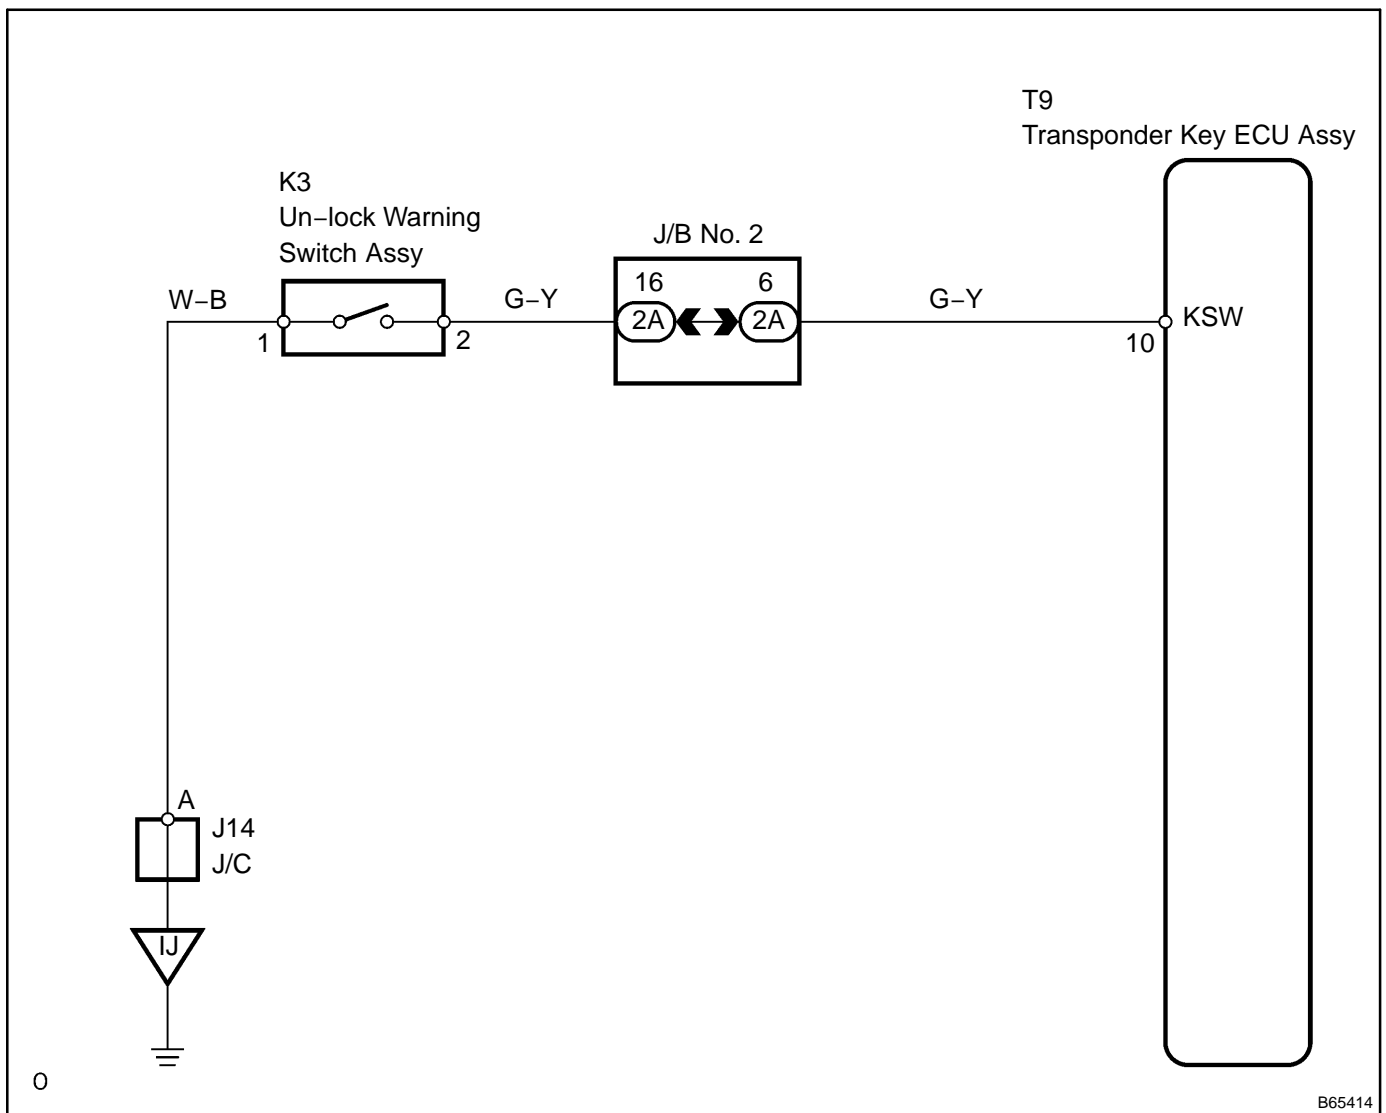 T9
Transponder Key ECU Assy
K3
Un–lock Warning
Switch Assy
J/B No. 2
16
6
W–B
G–Y
2A
2A
G–Y
KSW
1
2
10
A
J14
J/C
IJ
O
B65414